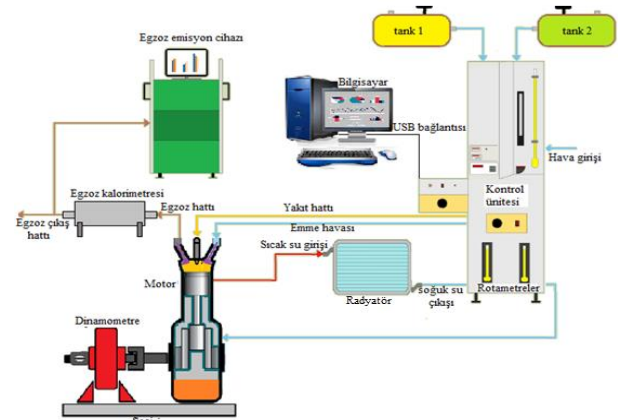 Egzoz emisyon cihazı
tank 1
tank 2
Bilgisayar
USB bağlantısı
Hava girişi
Kontrol
ünitesi
Egzoz kalorimetresi
Egzoz hattı
Yakıt hattı
Egzoz çıkış
hattı
Emme havası
Sıcak su girişi
Motor
Radyatör
soğuk su
çıkışı
Rotametreler
Dinamometre